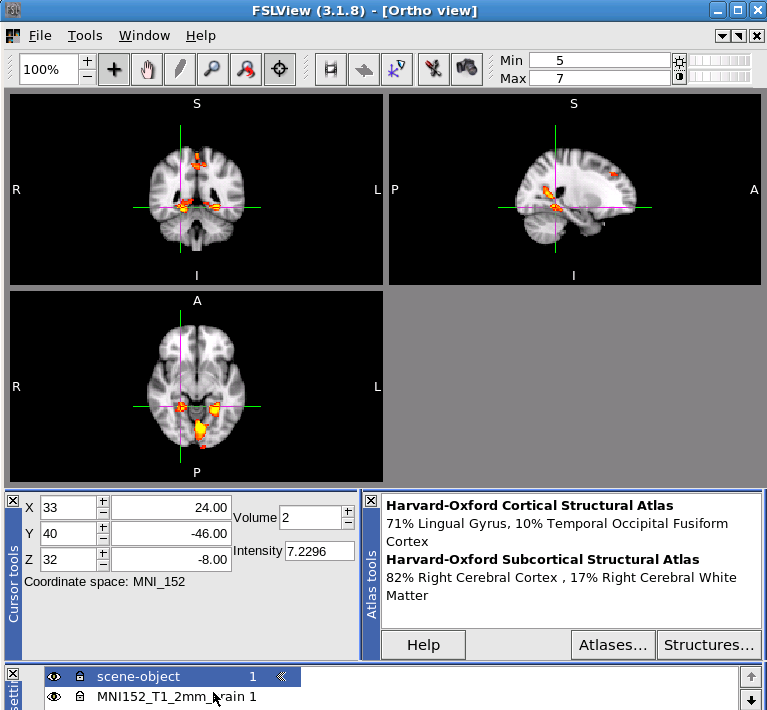 FSLView (3.1.8) - [Ortho view]
File Tools Window Help
100%
Min 5
Max 7
S
R L
I
S
P A
I
A
R L
P
Cursor tools
X 33 24.00
Y 40 -46.00
Z 32 -8.00
Volume 2
Intensity 7.2296
Coordinate space: MNI_152
Atlas tools
Harvard-Oxford Cortical Structural Atlas
71% Lingual Gyrus, 10% Temporal Occipital Fusiform
Cortex
Harvard-Oxford Subcortical Structural Atlas
82% Right Cerebral Cortex , 17% Right Cerebral White
Matter
Help Atlases... Structures...
scene-object 1
MNI152_T1_2mm_brain 1